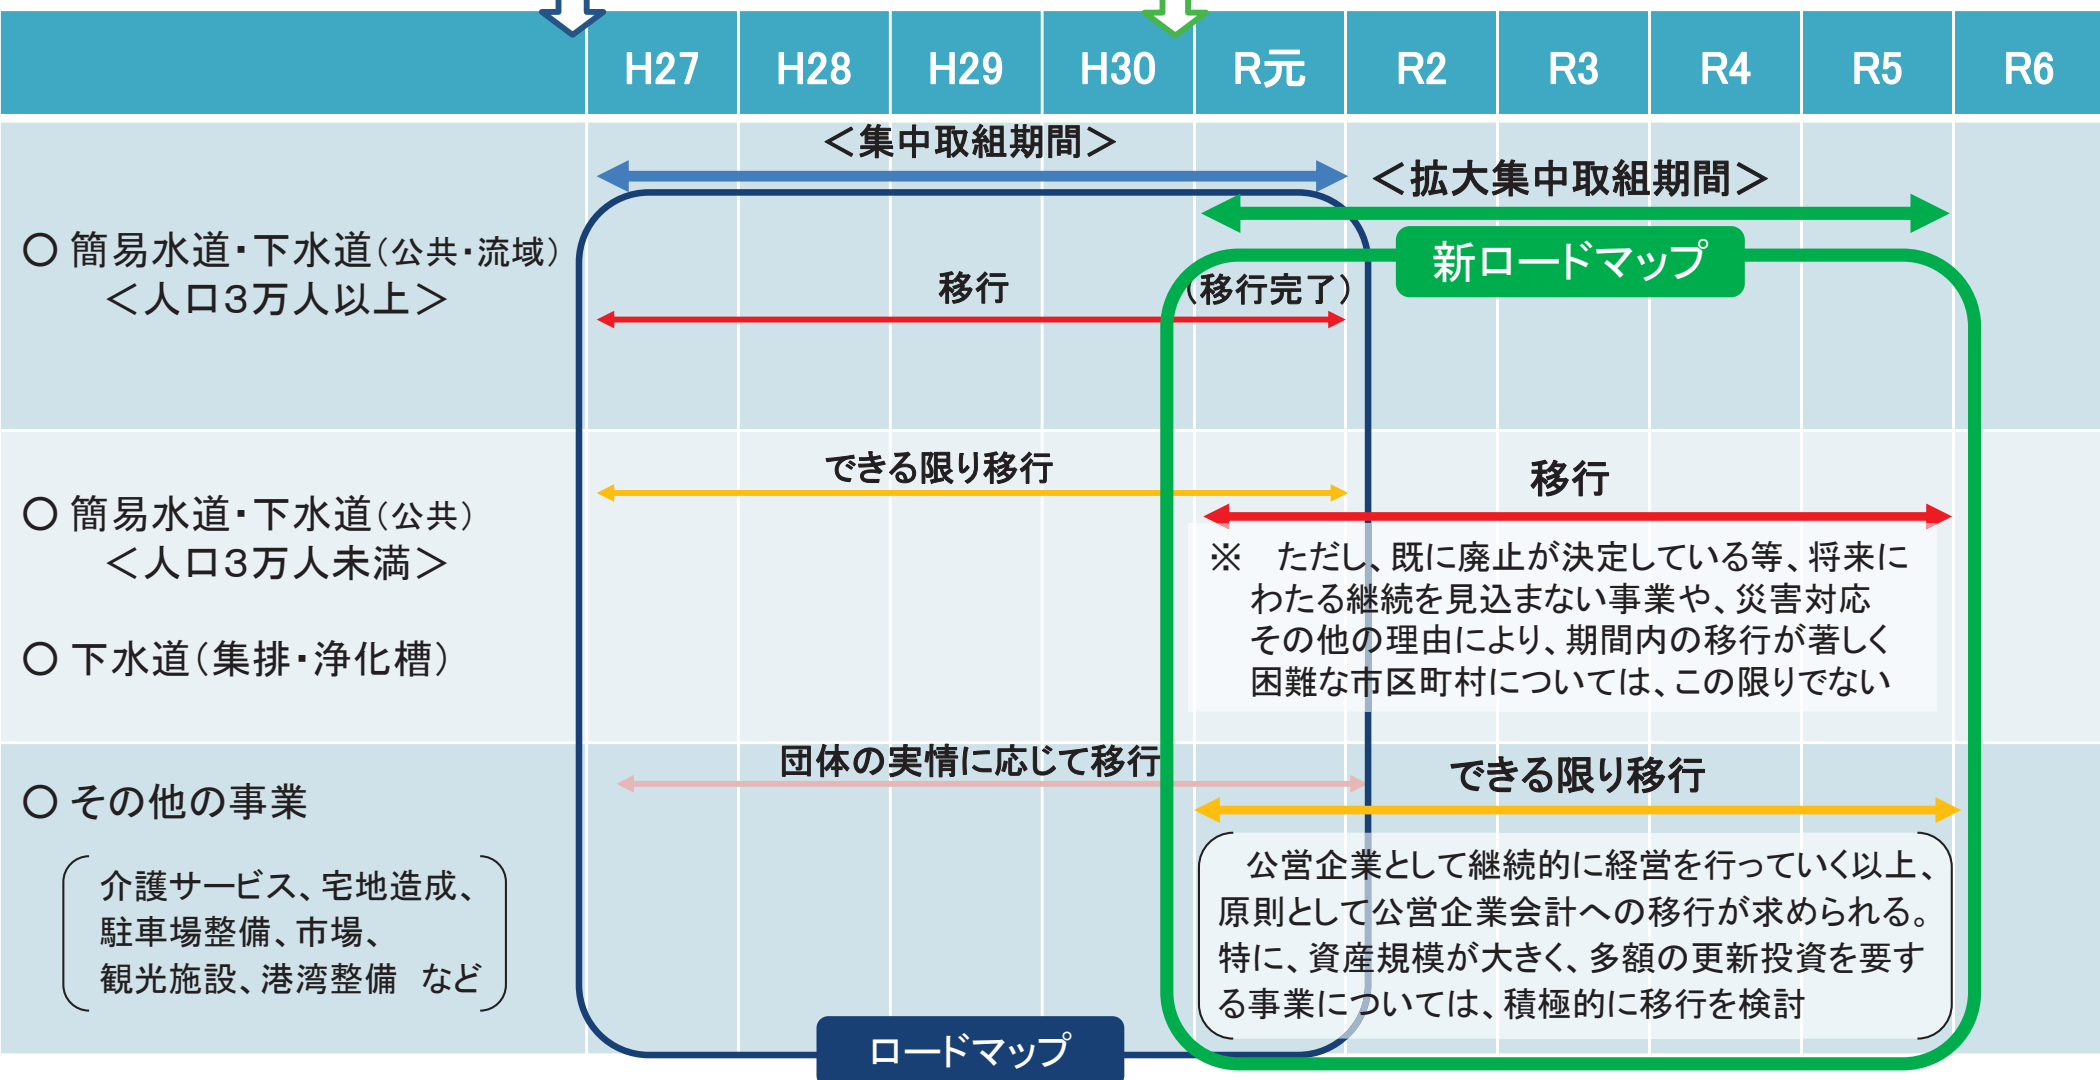 H27 H28 H29 H30 R元 R2 R3 R4 R5 R6
＜集中取組期間＞
＜拡大集中取組期間＞
新ロードマップ
○ 簡易水道・下水道（公共・流域）
＜人口３万人以上＞
移行
（移行完了）
○ 簡易水道・下水道（公共）
＜人口３万人未満＞
○ 下水道（集排・浄化槽）
できる限り移行
移行
※　ただし、既に廃止が決定している等、将来に
わたる継続を見込まない事業や、災害対応
その他の理由により、期間内の移行が著しく
困難な市区町村については、この限りでない
○ その他の事業
介護サービス、宅地造成、
駐車場整備、市場、
観光施設、港湾整備　など
団体の実情に応じて移行
できる限り移行
公営企業として継続的に経営を行っていく以上、
原則として公営企業会計への移行が求められる。
特に、資産規模が大きく、多額の更新投資を要す
る事業については、積極的に移行を検討
ロードマップ